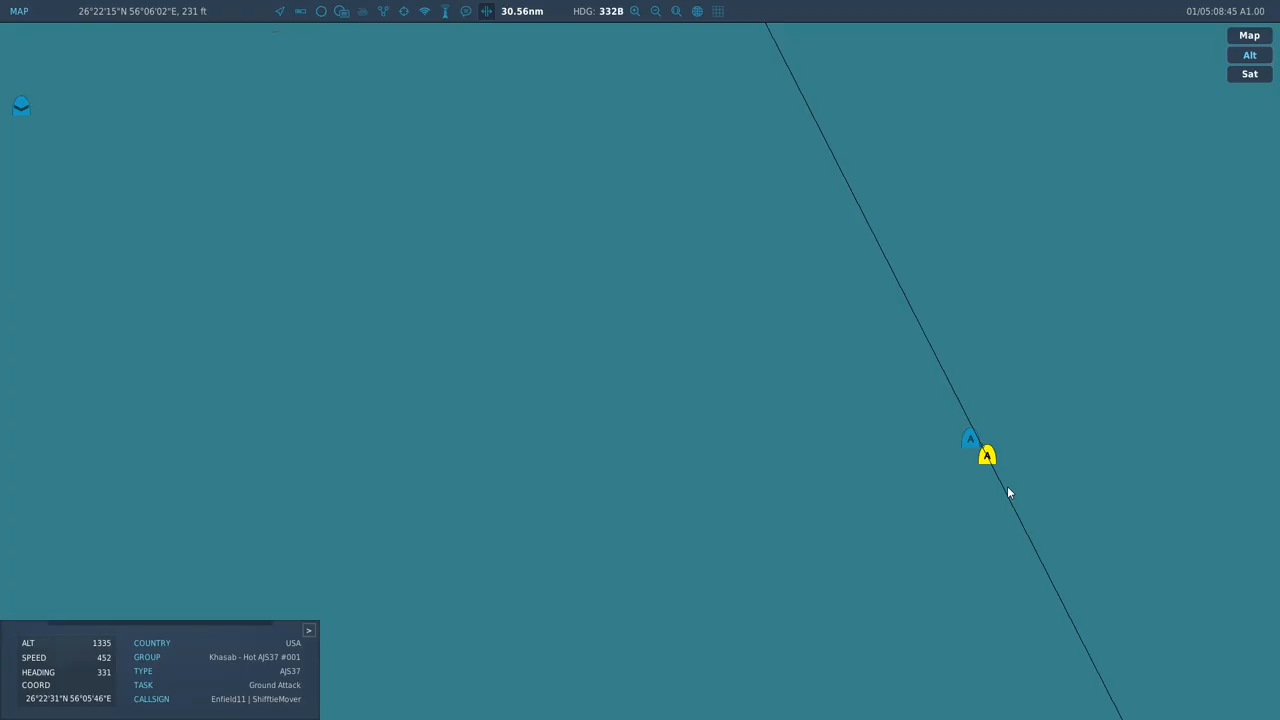 MAP 26°22'15"N 56°06'02"E, 231 ft 30.56nm HDG: 332B 01/05:08:45 A1.00
Map
Alt
Sat
A
A
>
ALT 1335 COUNTRY USA
SPEED 452 GROUP Khasab - Hot AJS37 #001
HEADING 331 TYPE AJS37
COORD TASK Ground Attack
26°22'31"N 56°05'46"E CALLSIGN Enfield11 | ShifftieMover